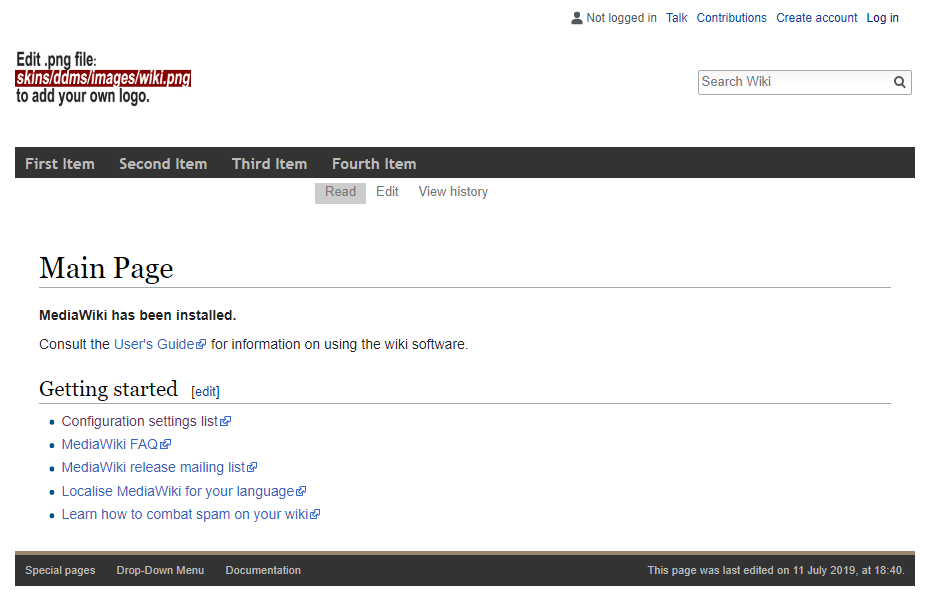 Not logged in Talk Contributions Create account Log in
Edit .png file:
skins/ddms/images/wiki.png
to add your own logo.
Search Wiki
First Item Second Item Third Item Fourth Item
Read Edit View history
Main Page
MediaWiki has been installed.
Consult the User's Guide for information on using the wiki software.
Getting started [edit]
Configuration settings list
MediaWiki FAQ
MediaWiki release mailing list
Localise MediaWiki for your language
Learn how to combat spam on your wiki
Special pages Drop-Down Menu Documentation This page was last edited on 11 July 2019, at 18:40.